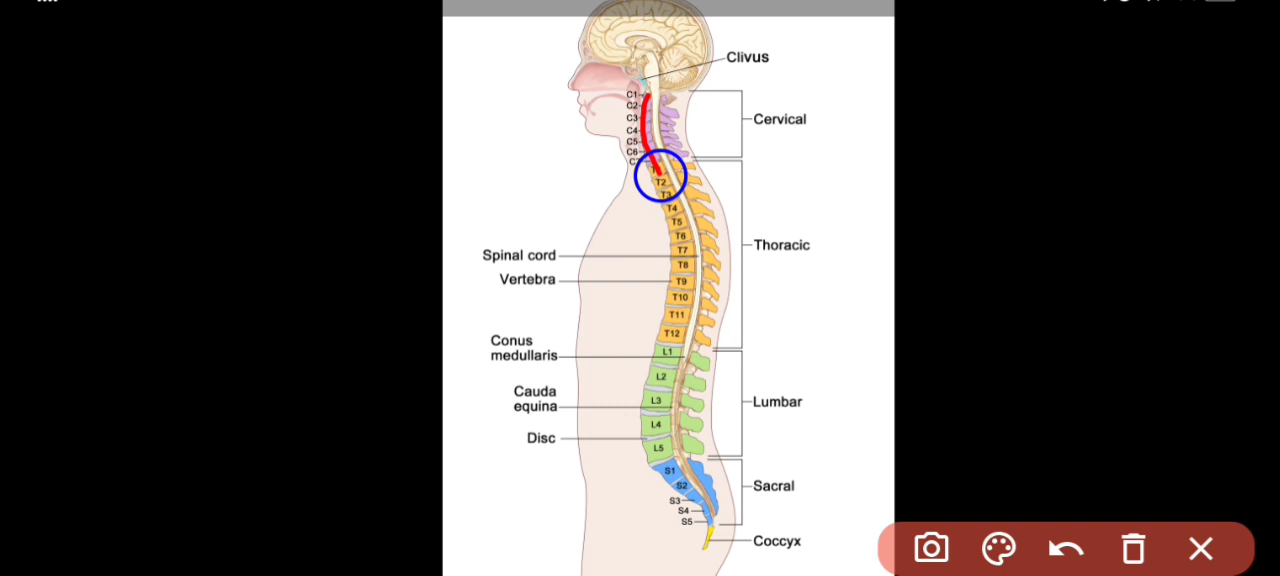 Clivus
C1
C2
C3
C4
C5
C6
Cervical
T2
T3
T4
T5
T6
T7
T8
T9
T10
T11
T12
Thoracic
Spinal cord
Vertebra
Conus
medullaris
Cauda
equina
Disc
L1
L2
L3
L4
L5
Lumbar
S1
S2
S3
S4
S5
Sacral
Coccyx